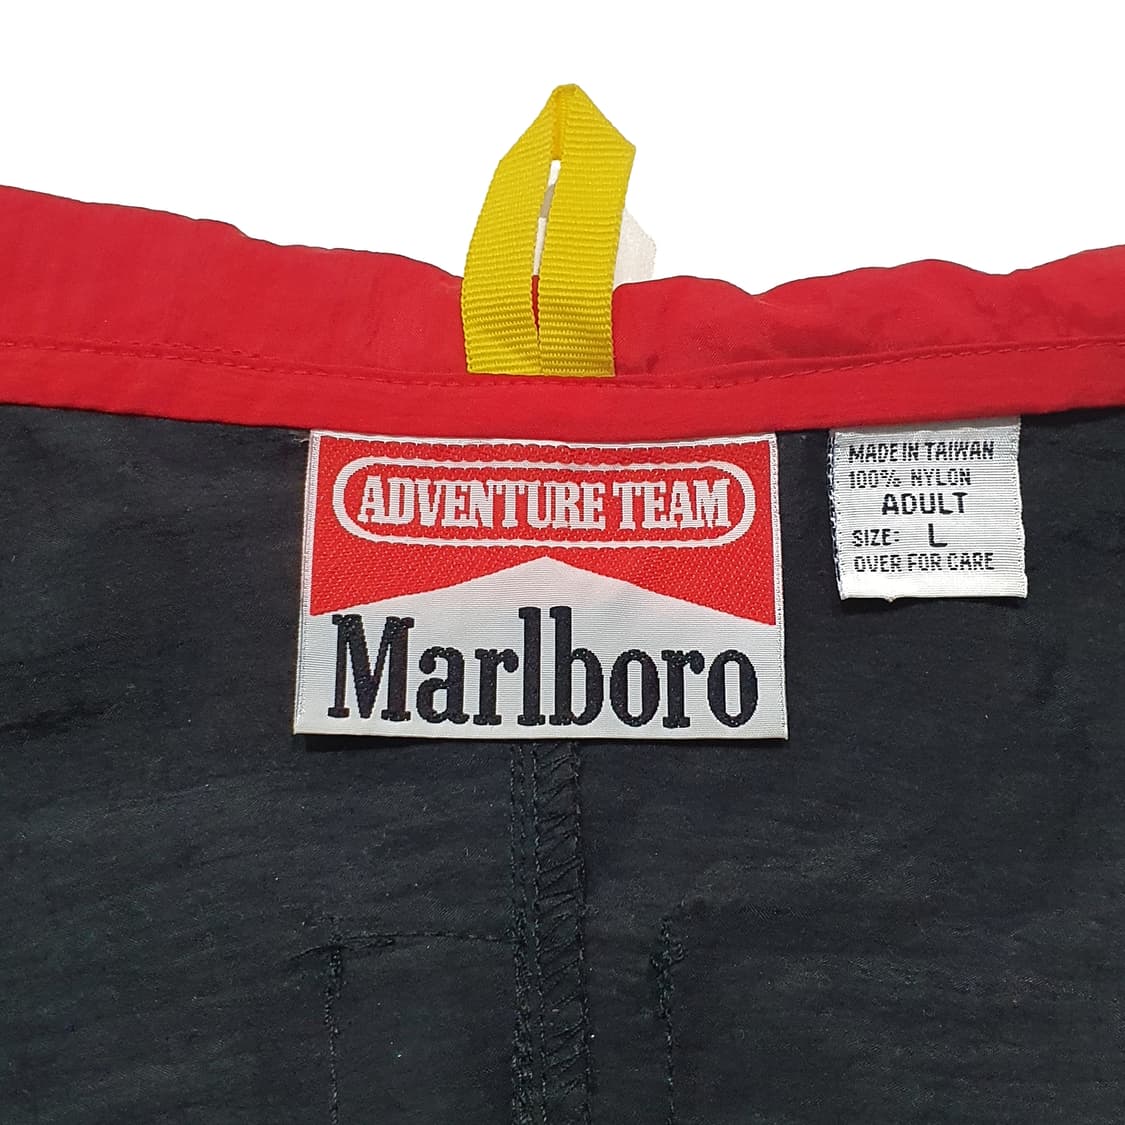 ADVENTURE TEAM
Marlboro
MADE IN TAIWAN
100% NYLON
ADULT
SIZE: L
OVER FOR CARE